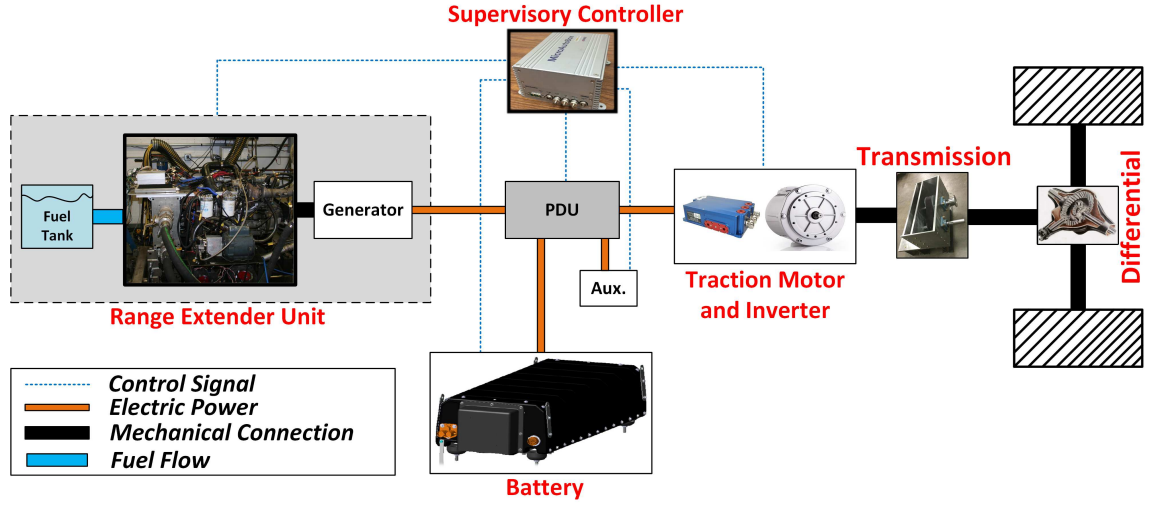 Supervisory Controller
MicroAutoBox
Transmission
Fuel
Tank
Generator
PDU
Differential
Aux.
Traction Motor
and Inverter
Range Extender Unit
Control Signal
Electric Power
Mechanical Connection
Fuel Flow
Battery